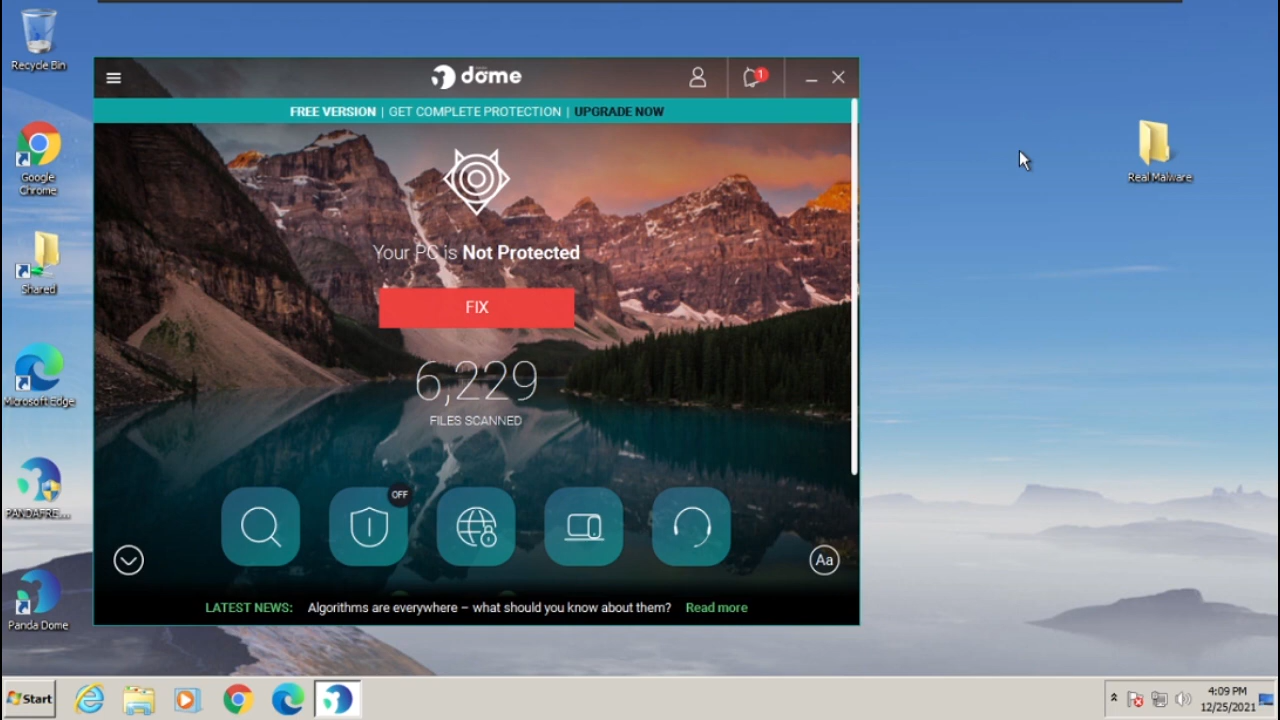 Recycle Bin
Google
Chrome
Shared
Microsoft Edge
PANDAFRE...
Panda Dome
dome
1
FREE VERSION | GET COMPLETE PROTECTION | UPGRADE NOW
Your PC is Not Protected
FIX
6,229
FILES SCANNED
OFF
Aa
LATEST NEWS: Algorithms are everywhere – what should you know about them? Read more
Real Malware
Start
4:09 PM
12/25/2021